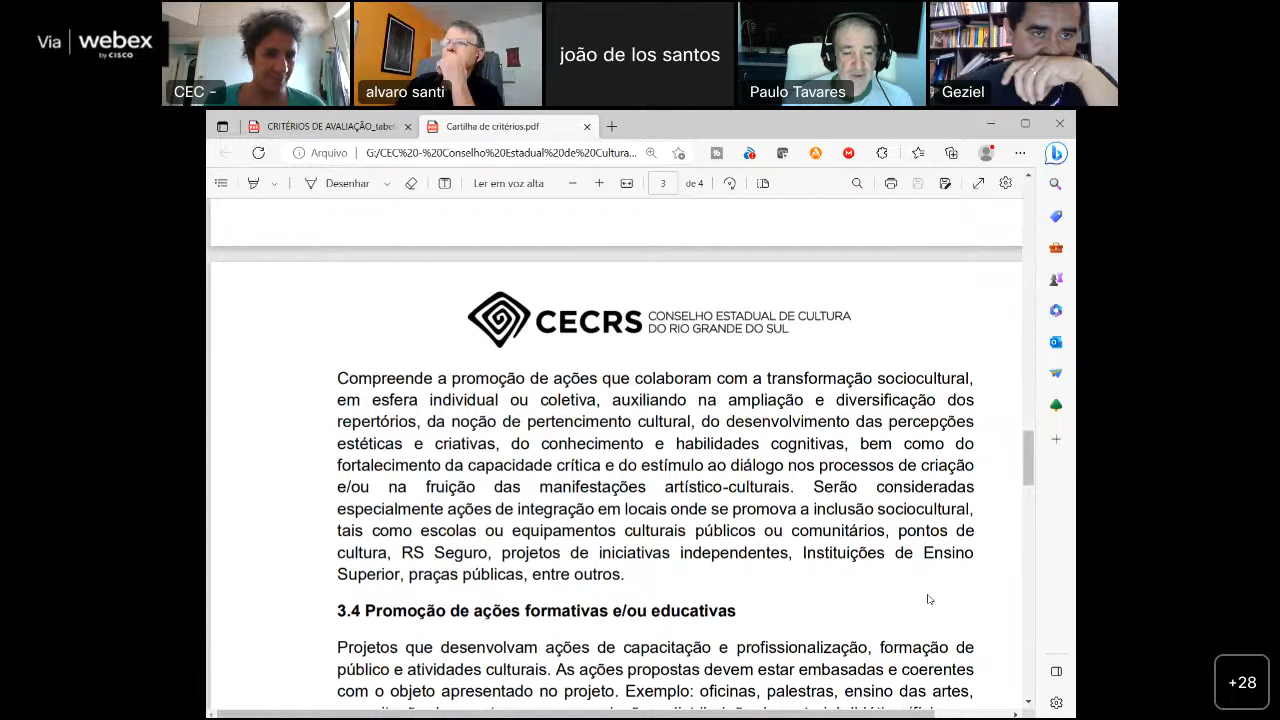 Via webex
by CISCO
CEC -
alvaro santi
joão de los santos
Paulo Tavares
Geziel
CRITÉRIOS DE AVALIAÇÃO_tabel
Cartilha de critérios.pdf
Arquivo
G:/CEC%20-%20Conselho%20Estadual%20de%20Cultura...
Desenhar
Ler em voz alta
3
de 4
CECRS
CONSELHO ESTADUAL DE CULTURA
DO RIO GRANDE DO SUL
Compreende a promoção de ações que colaboram com a transformação sociocultural,
em esfera individual ou coletiva, auxiliando na ampliação e diversificação dos
repertórios, da noção de pertencimento cultural, do desenvolvimento das percepções
estéticas e criativas, do conhecimento e habilidades cognitivas, bem como do
fortalecimento da capacidade crítica e do estímulo ao diálogo nos processos de criação
e/ou na fruição das manifestações artístico-culturais. Serão consideradas
especialmente ações de integração em locais onde se promova a inclusão sociocultural,
tais como escolas ou equipamentos culturais públicos ou comunitários, pontos de
cultura, RS Seguro, projetos de iniciativas independentes, Instituições de Ensino
Superior, praças públicas, entre outros.
3.4 Promoção de ações formativas e/ou educativas
Projetos que desenvolvam ações de capacitação e profissionalização, formação de
público e atividades culturais. As ações propostas devem estar embasadas e coerentes
com o objeto apresentado no projeto. Exemplo: oficinas, palestras, ensino das artes,
+28